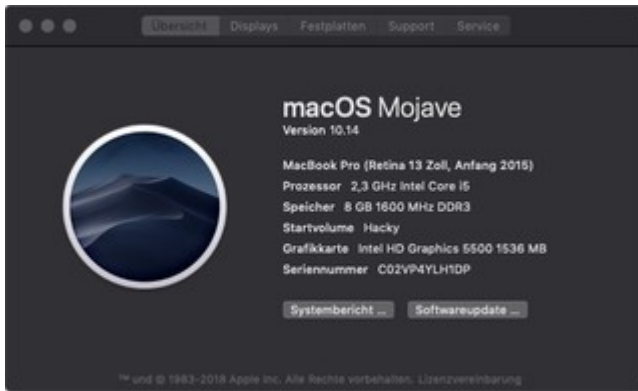 Übersicht Displays Festplatten Support Service
macOS Mojave
Version 10.14
MacBook Pro (Retina 13 Zoll, Anfang 2015)
Prozessor 2,3 GHz Intel Core i5
Speicher 8 GB 1600 MHz DDR3
Startvolume Hacky
Grafikkarte Intel HD Graphics 5500 1536 MB
Seriennummer C02VP4YLH1DP
Systembericht ... Softwareupdate ...
™ und © 1983-2018 Apple Inc. Alle Rechte vorbehalten. Lizenzvereinbarung